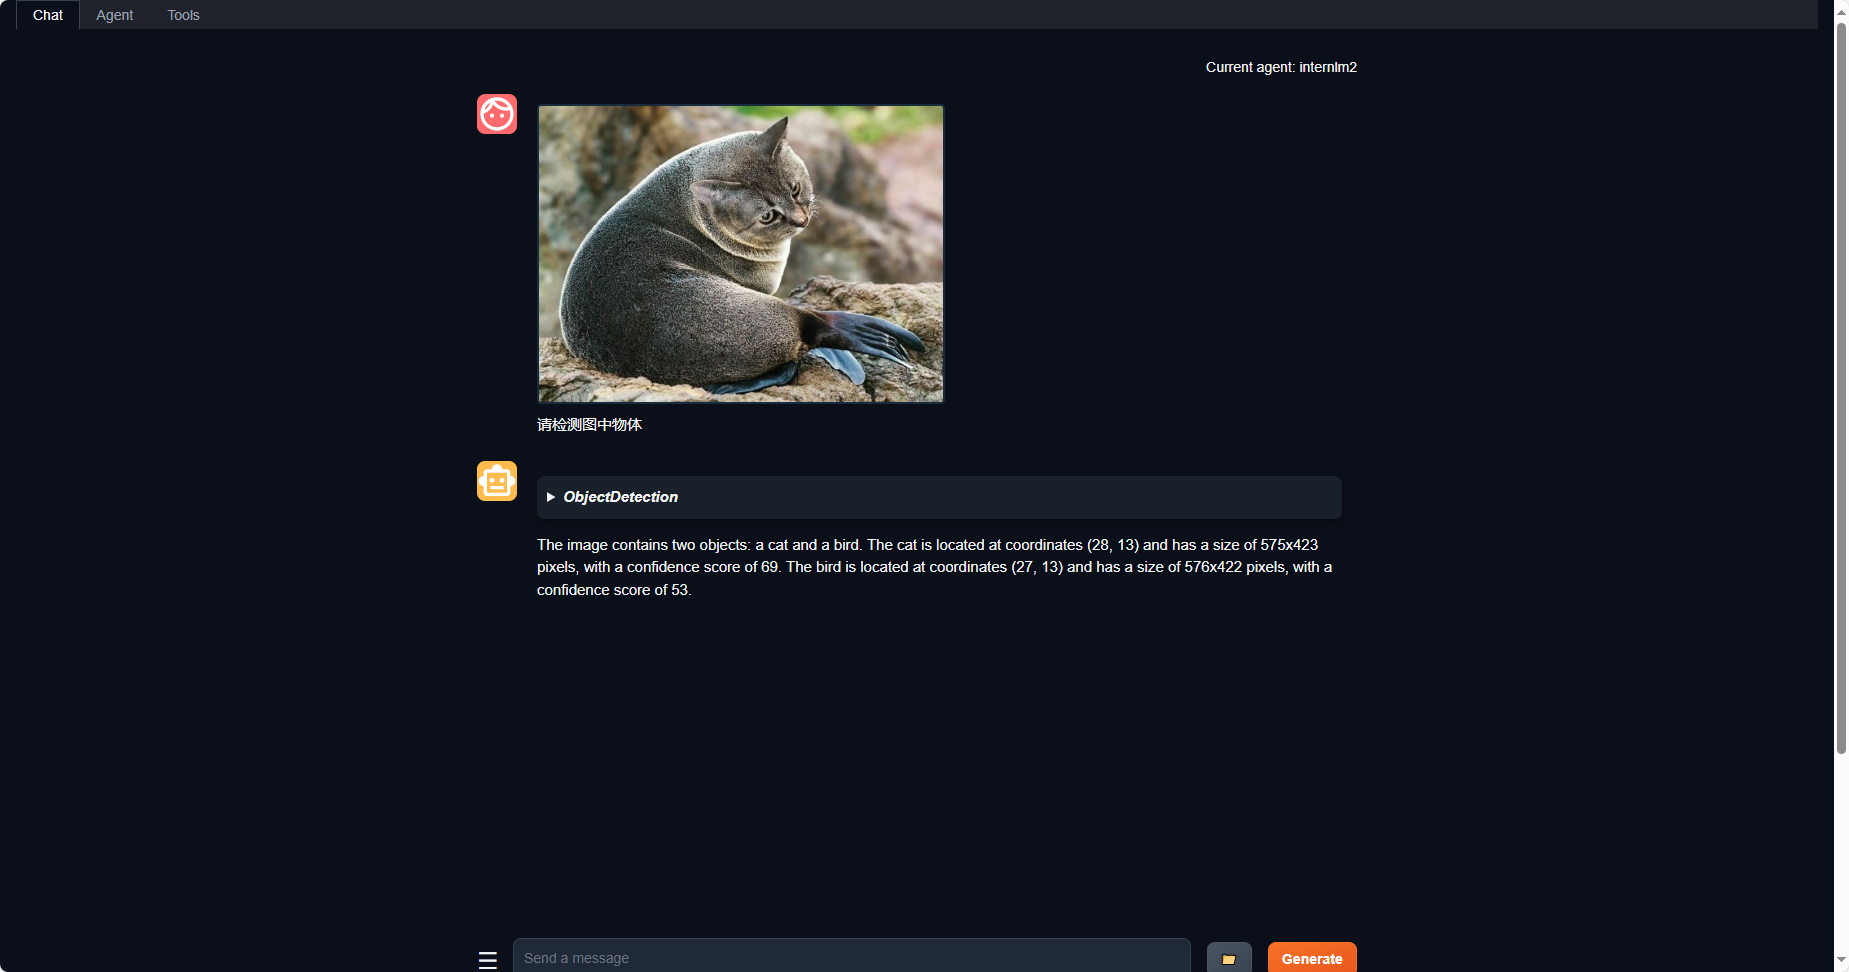 Chat Agent Tools
Current agent: internlm2
请检测图中物体
ObjectDetection
The image contains two objects: a cat and a bird. The cat is located at coordinates (28, 13) and has a size of 575x423
pixels, with a confidence score of 69. The bird is located at coordinates (27, 13) and has a size of 576x422 pixels, with a
confidence score of 53.
Send a message
Generate